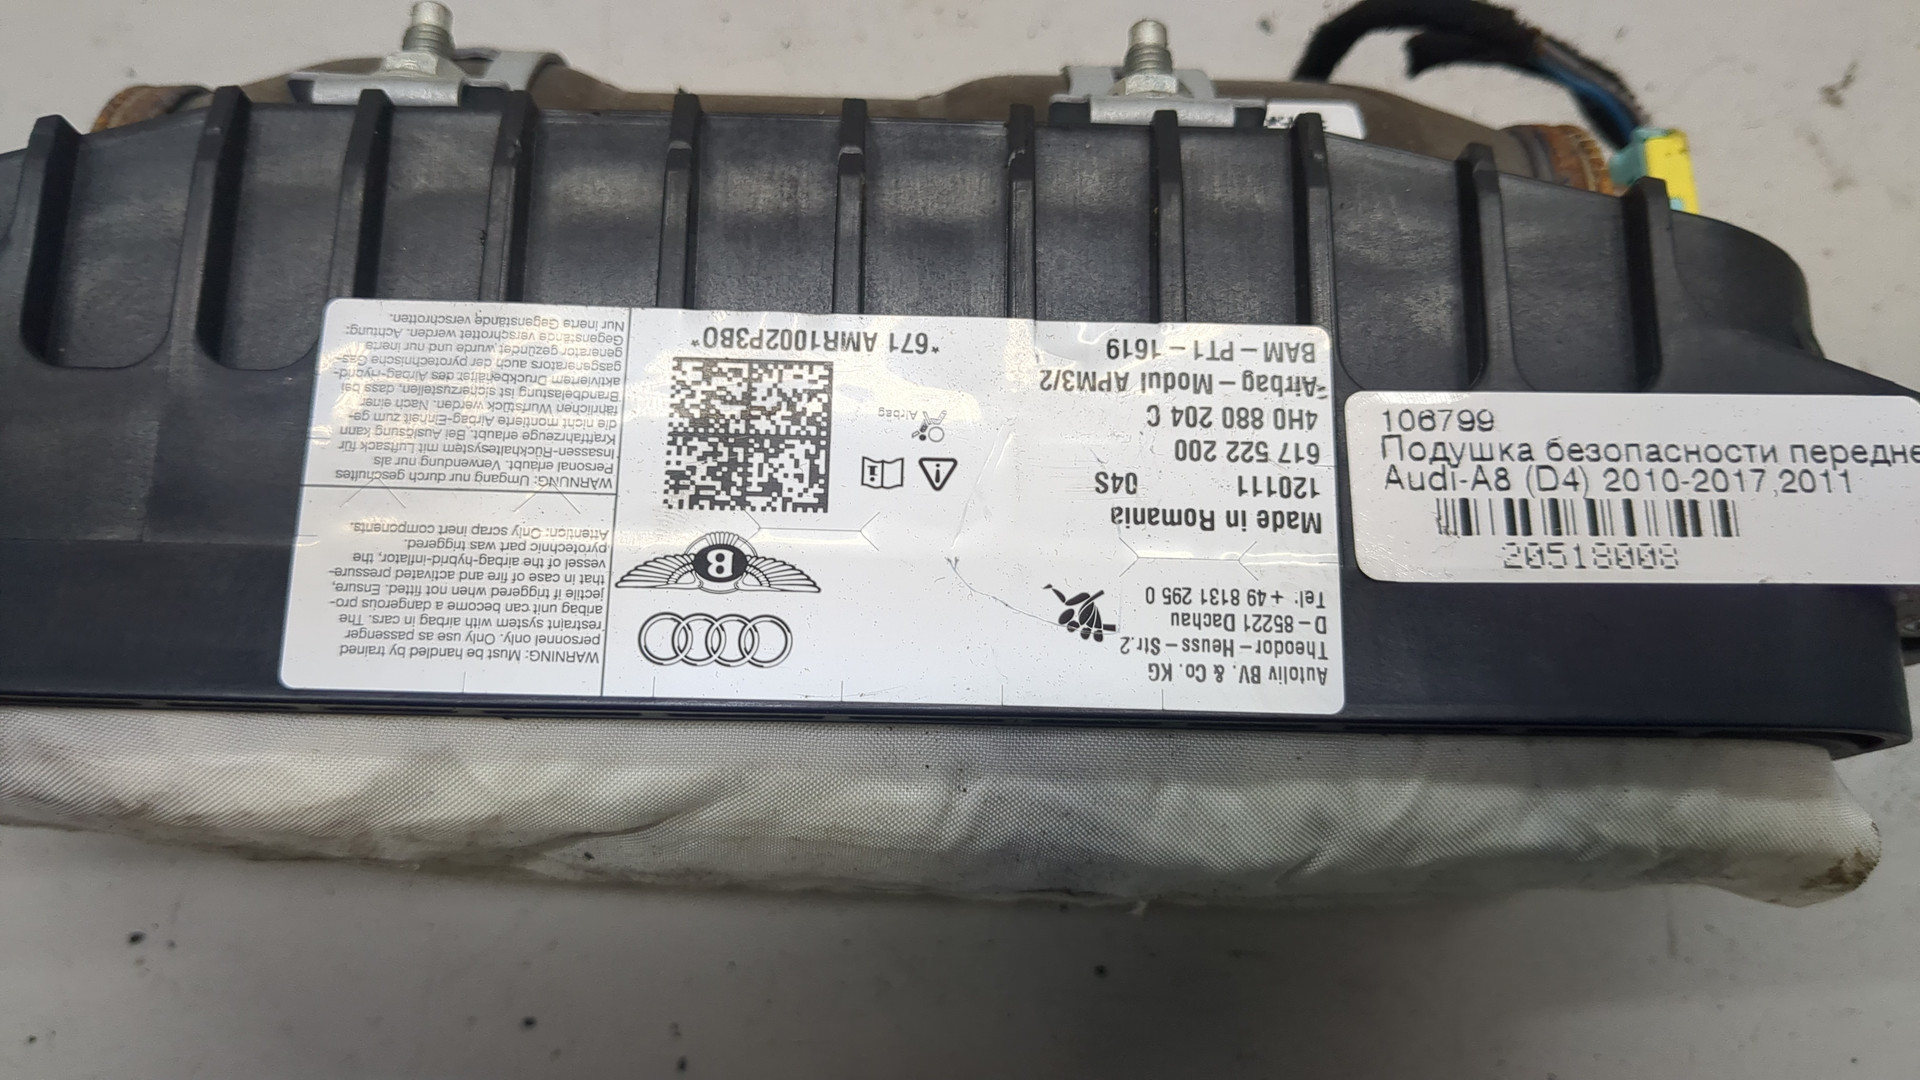 Autoliv BV. & Co. KG
Theodor – Heuss – Str.2
D – 85221 Dachau
Tel: + 49 8131 295 0
Made in Romania
120111 04S
617 522 200
4H0 880 204 C
*Airbag – Modul APM3/2
BAM – PT1 – 1619
B
Airbag
*671 AMR1002P3BO*
WARNING: Must be handled by trained
personnel only. Only use as passenger
restraint system with airbag in cars. The
airbag unit can become a dangerous pro-
jectile if triggered when not fitted. Ensure,
that in case of fire and activated pressure-
vessel of the airbag-hybrid-inflator, the
pyrotechnic part was triggered.
Attention: Only scrap inert components.
WARNUNG: Umgang nur durch geschultes
Personal erlaubt. Verwendung nur als
Insassen-Rückhaltesystem mit Luftsack für
Kraftfahrzeuge erlaubt. Bei Auslösung kann
die nicht montierte Airbag-Einheit zum ge-
fährlichen Wurfstück werden. Nach einer
Brandbelastung ist sicherzustellen, dass bei
aktiviertem Druckbehälter des Airbag-Hybrid-
gasgenerators auch der pyrotechnische Gas-
generator gezündet wurde und nur inerte
Gegenstände verschrottet werden. Achtung:
Nur inerte Gegenstände verschrotten.
106799
Подушка безопасности передне
Audi-A8 (D4) 2010-2017,2011
20518008